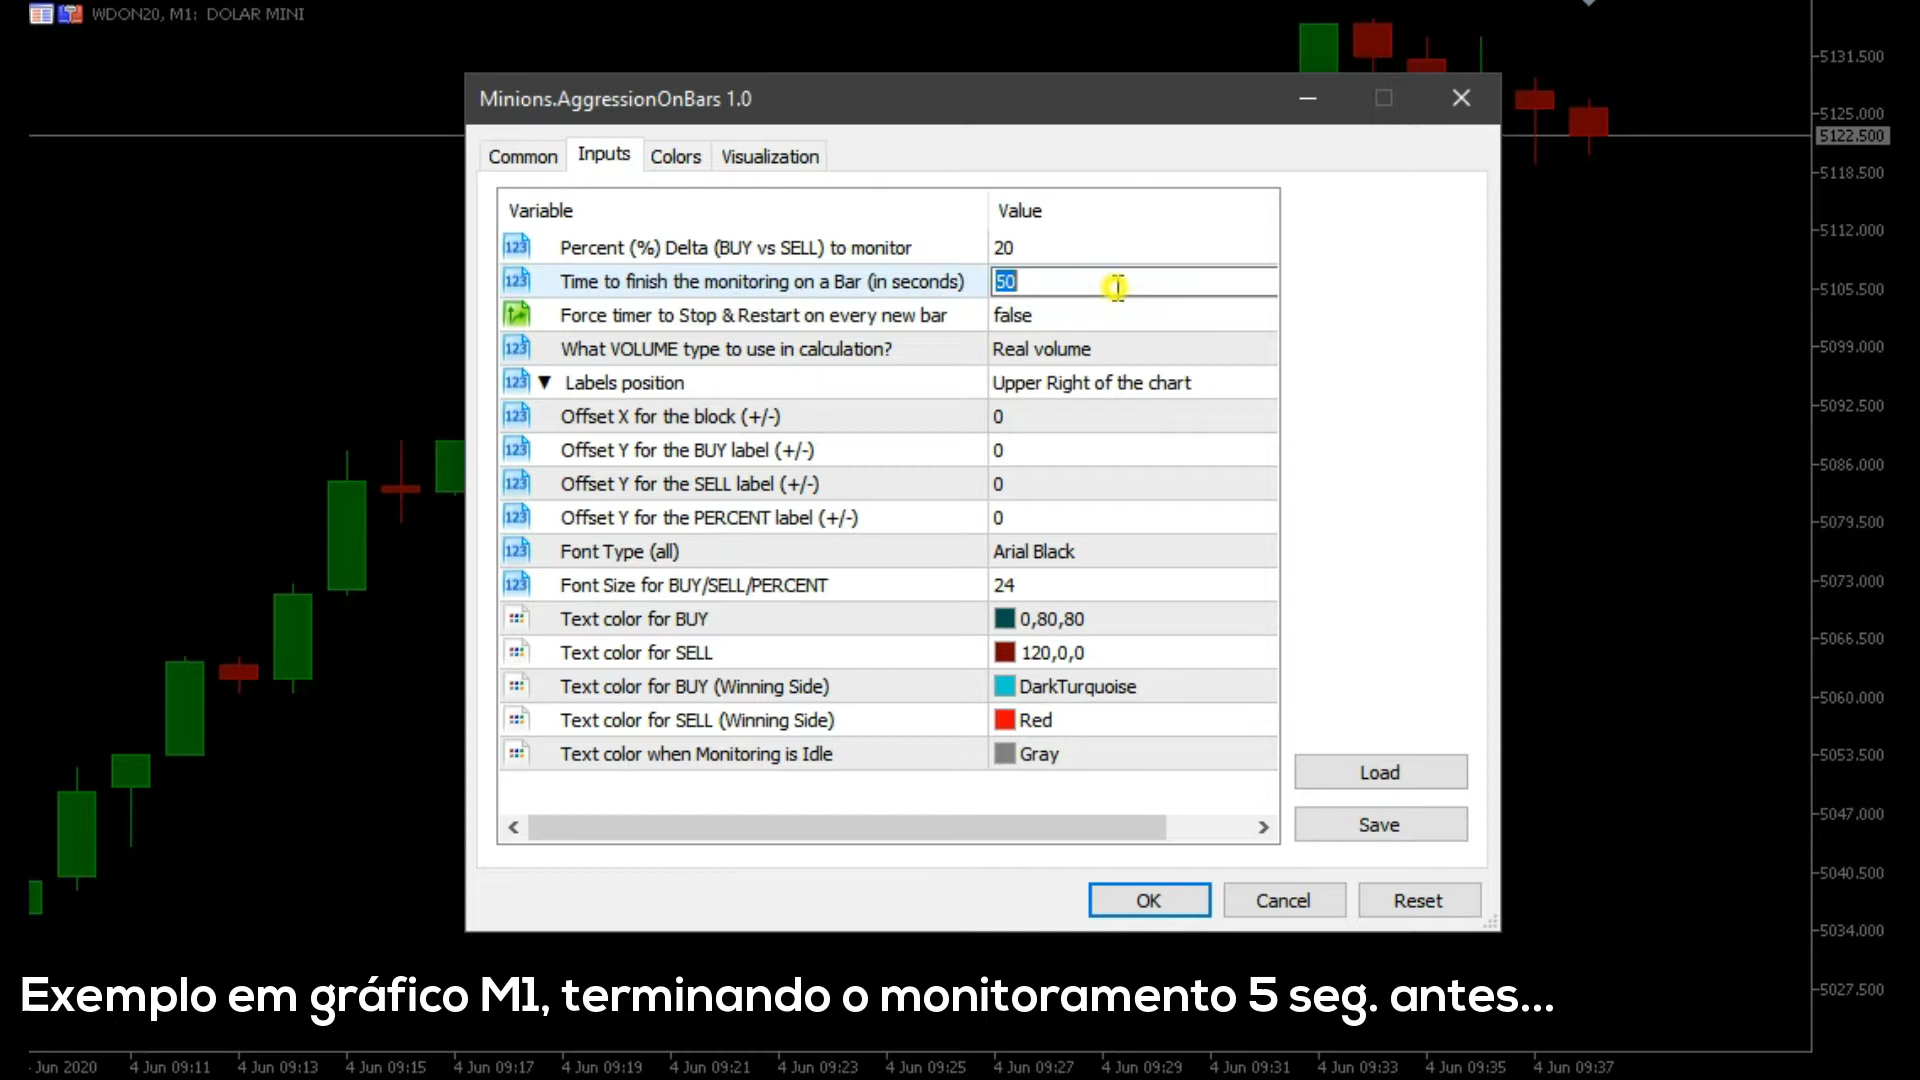 WDON20, M1: DOLAR MINI
Minions.AggressionOnBars 1.0
Common Inputs Colors Visualization
Variable Value
123 Percent (%) Delta (BUY vs SELL) to monitor 20
123 Time to finish the monitoring on a Bar (in seconds) 50
Force timer to Stop & Restart on every new bar false
123 What VOLUME type to use in calculation? Real volume
123 ▼ Labels position Upper Right of the chart
123 Offset X for the block (+/-) 0
123 Offset Y for the BUY label (+/-) 0
123 Offset Y for the SELL label (+/-) 0
123 Offset Y for the PERCENT label (+/-) 0
123 Font Type (all) Arial Black
123 Font Size for BUY/SELL/PERCENT 24
Text color for BUY 0,80,80
Text color for SELL 120,0,0
Text color for BUY (Winning Side) DarkTurquoise
Text color for SELL (Winning Side) Red
Text color when Monitoring is Idle Gray
Load
Save
OK Cancel Reset
5131.500
5125.000
5122.500
5118.500
5112.000
5105.500
5099.000
5092.500
5086.000
5079.500
5073.000
5066.500
5060.000
5053.500
5047.000
5040.500
5034.000
5027.500
Exemplo em gráfico M1, terminando o monitoramento 5 seg. antes...
Jun 2020 4 Jun 09:11 4 Jun 09:13 4 Jun 09:15 4 Jun 09:17 4 Jun 09:19 4 Jun 09:21 4 Jun 09:23 4 Jun 09:25 4 Jun 09:27 4 Jun 09:29 4 Jun 09:31 4 Jun 09:33 4 Jun 09:35 4 Jun 09:37